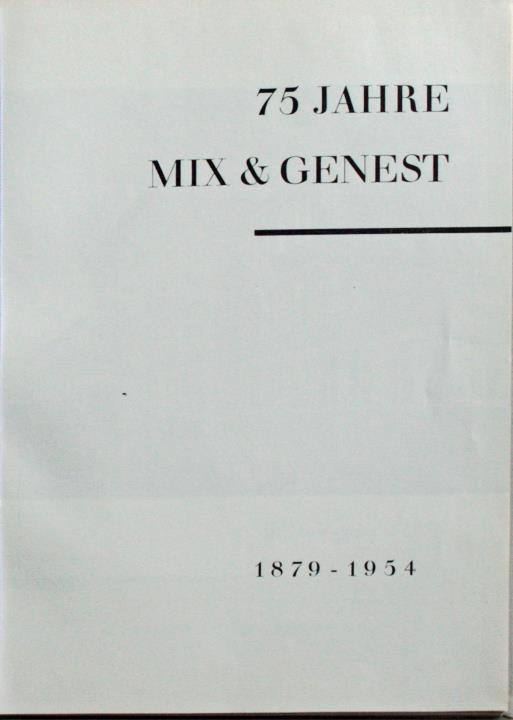 75 JAHRE
MIX & GENEST
1879 - 1954